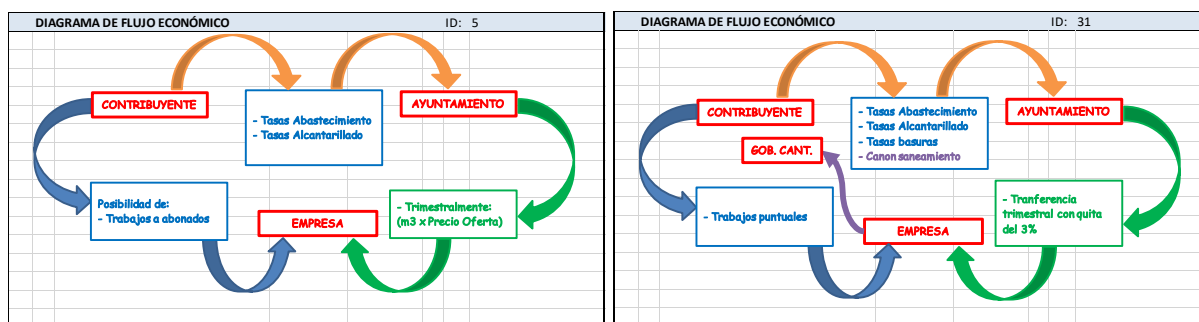 DIAGRAMA DE FLUJO ECONÓMICO ID: 5
CONTRIBUYENTE
- Tasas Abastecimiento
- Tasas Alcantarillado
AYUNTAMIENTO
Posibilidad de:
- Trabajos a abonados
EMPRESA
- Trimestralmente:
(m3 x Precio Oferta)
DIAGRAMA DE FLUJO ECONÓMICO ID: 31
CONTRIBUYENTE
- Tasas Abastecimiento
- Tasas Alcantarillado
- Tasas basuras
- Canon saneamiento
AYUNTAMIENTO
GOB. CANT.
- Trabajos puntuales
EMPRESA
- Tranferencia
trimestral con quita
del 3%